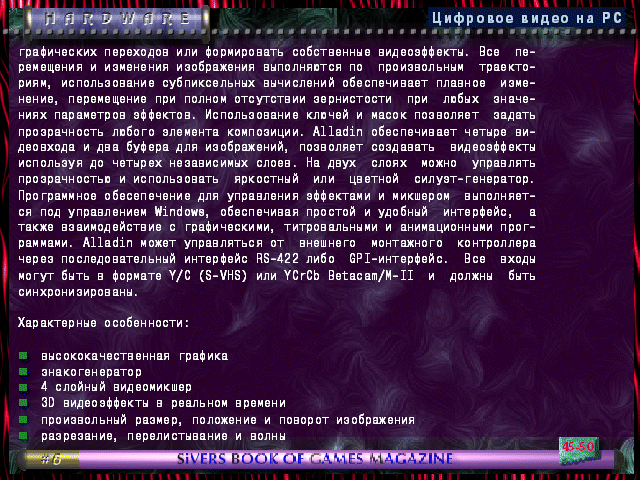 HARDWARE
Цифровое видео на PC
графических переходов или формировать собственные видеоэффекты. Все пе-
ремещения и изменения изображения выполняются по произвольным траекто-
риям, использование субпиксельных вычислений обеспечивает плавное изме-
нение, перемещение при полном отсутствии зернистости при любых значе-
ниях параметров эффектов. Использование ключей и масок позволяет задать
прозрачность любого элемента композиции. Alladin обеспечивает четыре ви-
деовхода и два буфера для изображений, позволяет создавать видеоэффекты
используя до четырех независимых слоев. На двух слоях можно управлять
прозрачностью и использовать яркостный или цветной силуэт-генератор.
Программное обесепечение для управления эффектами и микшером выполняет-
ся под управлением Windows, обеспечивая простой и удобный интерфейс, а
также взаимодействие с графическими, титровальными и анимационными прог-
раммами. Alladin может управляться от внешнего монтажного контроллера
через последовательный интерфейс RS-422 либо GPI-интерфейс. Все входы
могут быть в формате Y/C (S-VHS) или YCrCb Betacam/M-II и должны быть
синхронизированы.
Характерные особенности:
высококачественная графика
знакогенератор
4 слойный видеомикшер
3D видеоэффекты в реальном времени
произвольный размер, положение и поворот изображения
разрезание, перелистывание и волны
45-50
#6
SiVERS BOOK OF GAMES MAGAZINE